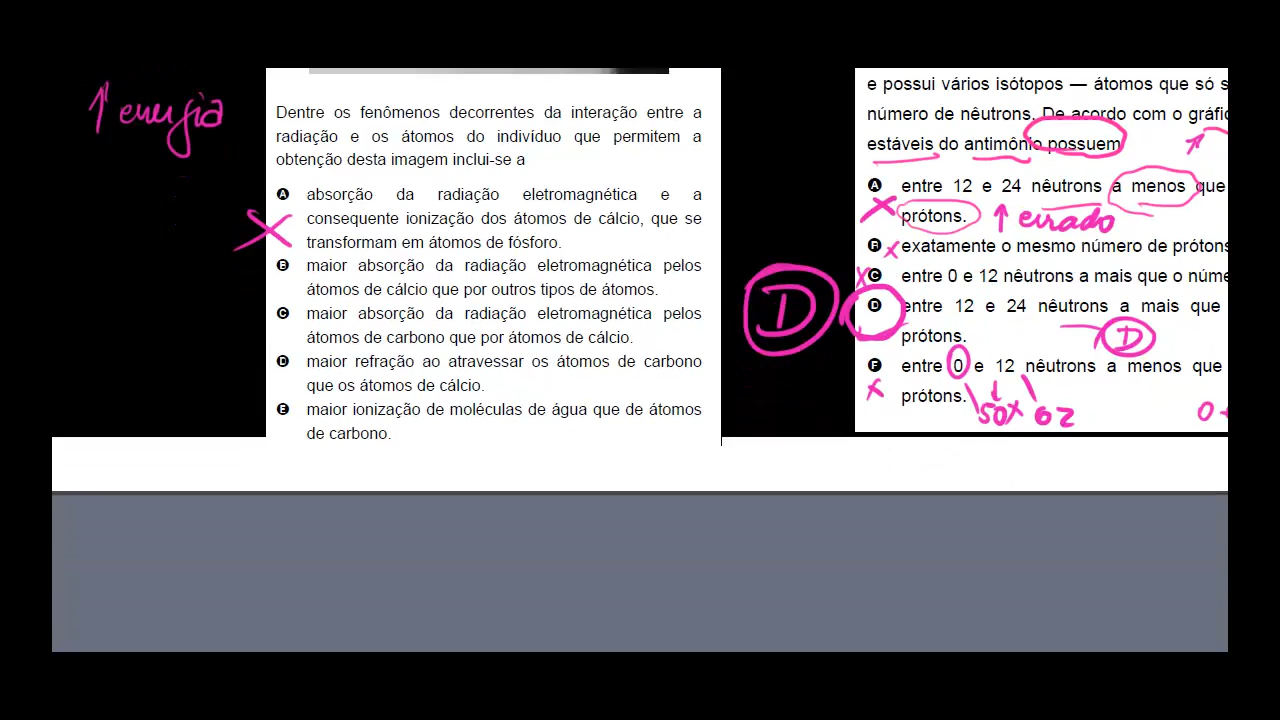 ↑ energia
Dentre os fenômenos decorrentes da interação entre a
radiação e os átomos do indivíduo que permitem a
obtenção desta imagem inclui-se a
A absorção da radiação eletromagnética e a
consequente ionização dos átomos de cálcio, que se
transformam em átomos de fósforo.
B maior absorção da radiação eletromagnética pelos
átomos de cálcio que por outros tipos de átomos.
C maior absorção da radiação eletromagnética pelos
átomos de carbono que por átomos de cálcio.
D maior refração ao atravessar os átomos de carbono
que os átomos de cálcio.
E maior ionização de moléculas de água que de átomos
de carbono.
D
e possui vários isótopos — átomos que só s
número de nêutrons. De acordo com o gráfic
estáveis do antimônio possuem
A entre 12 e 24 nêutrons a menos que
prótons. ↑ eirado
B exatamente o mesmo número de prótons
C entre 0 e 12 nêutrons a mais que o núme
D entre 12 e 24 nêutrons a mais que
prótons. D
E entre 0 e 12 nêutrons a menos que
prótons.
50 62
0